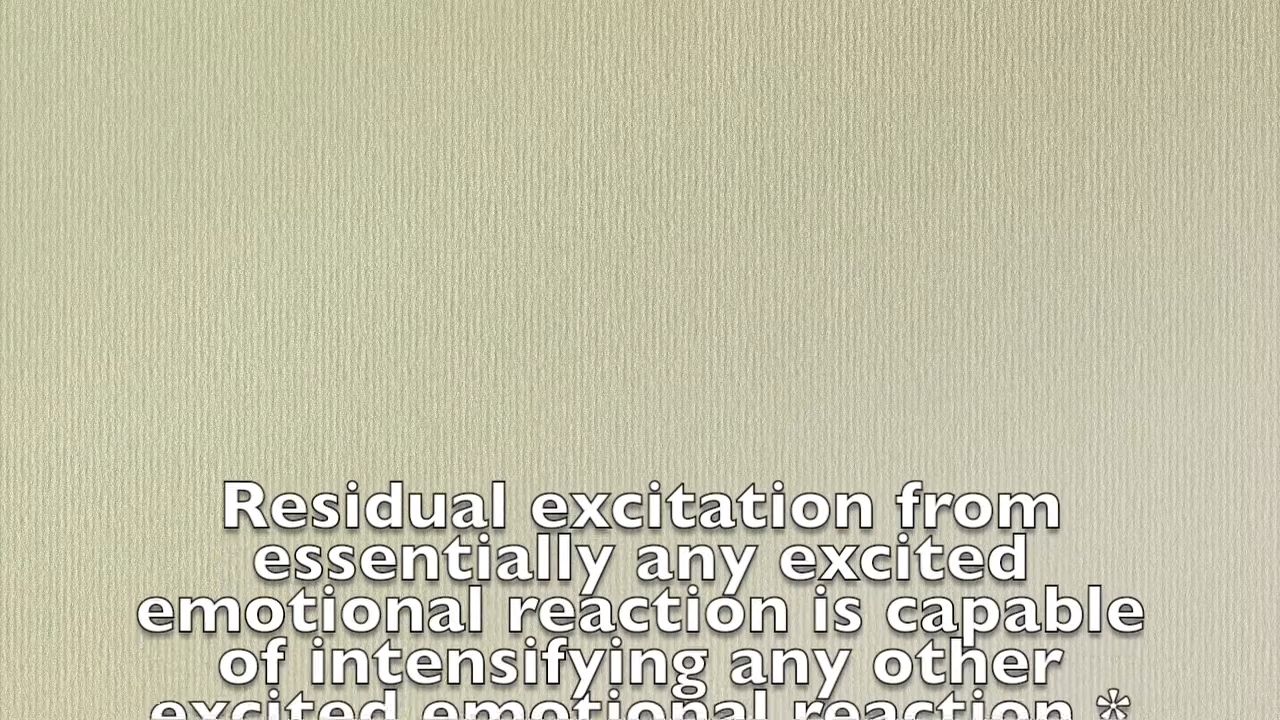 Residual excitation from
essentially any excited
emotional reaction is capable
of intensifying any other
excited emotional reaction.*